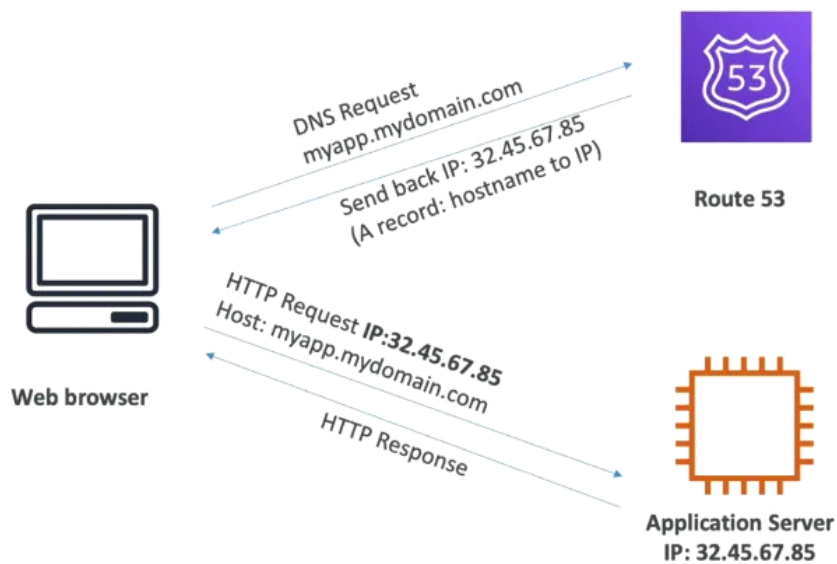 53
DNS Request
myapp.mydomain.com
Send back IP: 32.45.67.85
(A record: hostname to IP)
Route 53
HTTP Request IP:32.45.67.85
Host: myapp.mydomain.com
Web browser
HTTP Response
Application Server
IP: 32.45.67.85